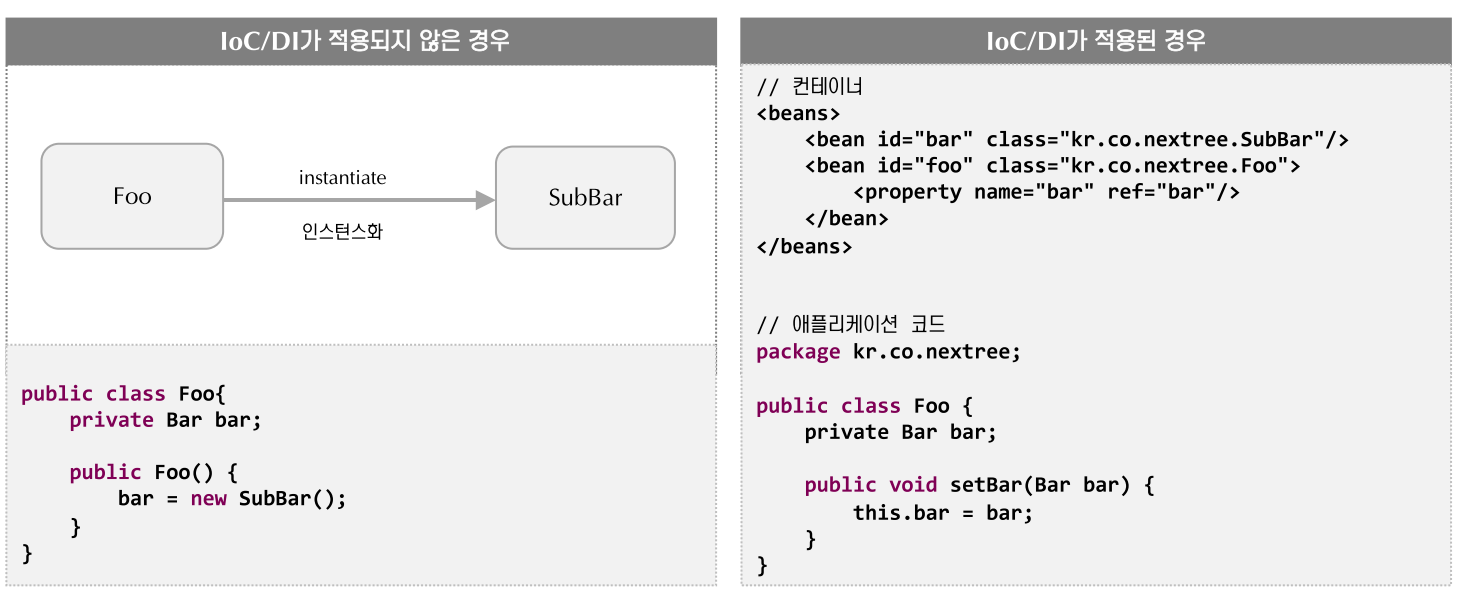 IoC/DI가 적용되지 않은 경우
Foo
instantiate
인스턴스화
SubBar
public class Foo{
    private Bar bar;
    public Foo() {
        bar = new SubBar();
    }
}
IoC/DI가 적용된 경우
// 컨테이너
<beans>
    <bean id="bar" class="kr.co.nextree.SubBar"/>
    <bean id="foo" class="kr.co.nextree.Foo">
        <property name="bar" ref="bar"/>
    </bean>
</beans>
// 애플리케이션 코드
package kr.co.nextree;
public class Foo {
    private Bar bar;
    public void setBar(Bar bar) {
        this.bar = bar;
    }
}